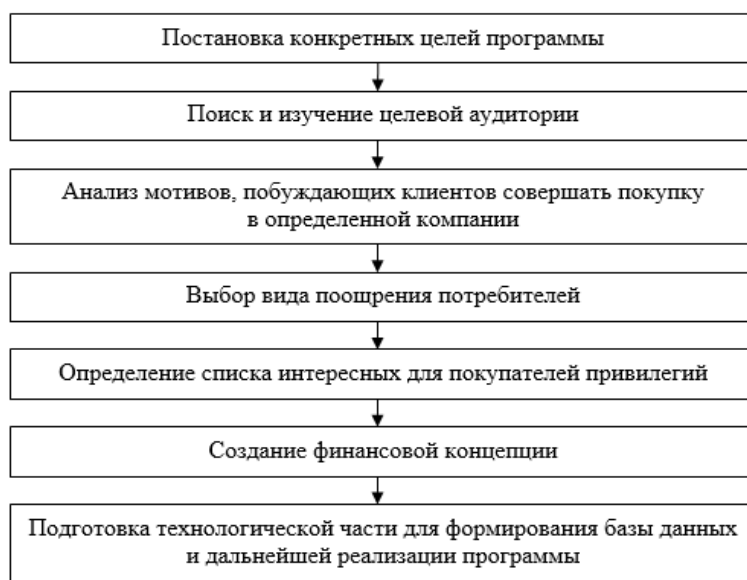 Постановка конкретных целей программы
Поиск и изучение целевой аудитории
Анализ мотивов, побуждающих клиентов совершать покупку
в определенной компании
Выбор вида поощрения потребителей
Определение списка интересных для покупателей привилегий
Создание финансовой концепции
Подготовка технологической части для формирования базы данных
и дальнейшей реализации программы